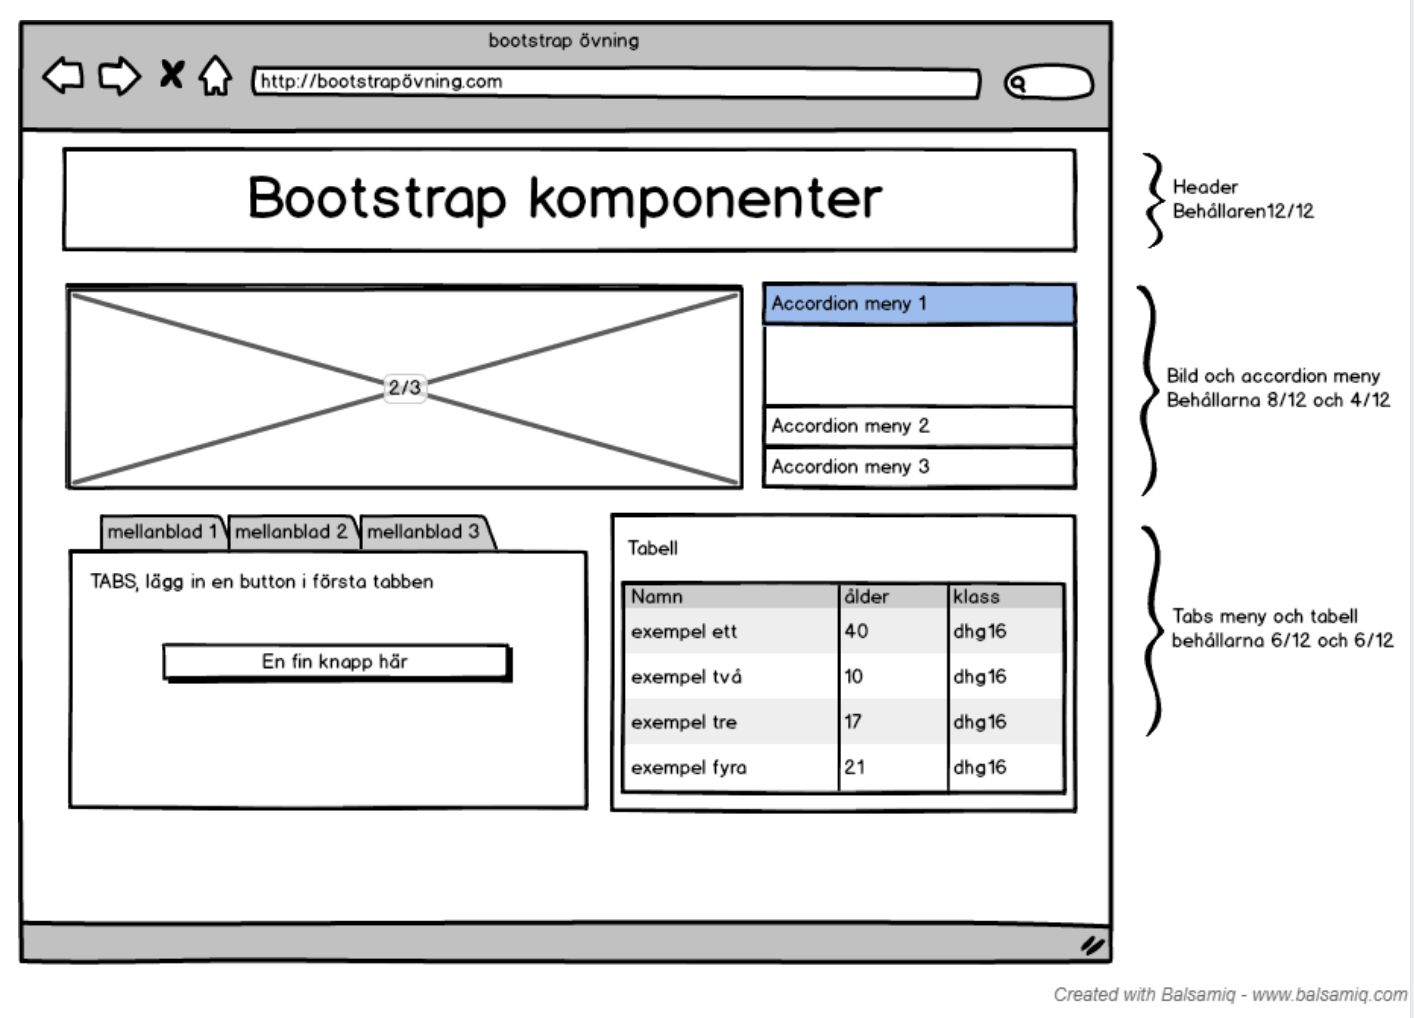 bootstrap övning
http://bootstrapövning.com
Bootstrap komponenter
Header
Behållaren12/12
2/3
Accordion meny 1
Accordion meny 2
Accordion meny 3
Bild och accordion meny
Behållarna 8/12 och 4/12
mellanblad 1 mellanblad 2 mellanblad 3
TABS, lägg in en button i första tabben
En fin knapp här
Tabell
Namn ålder klass
exempel ett 40 dhg16
exempel två 10 dhg16
exempel tre 17 dhg16
exempel fyra 21 dhg16
Tabs meny och tabell
behållarna 6/12 och 6/12
Created with Balsamiq - www.balsamiq.com